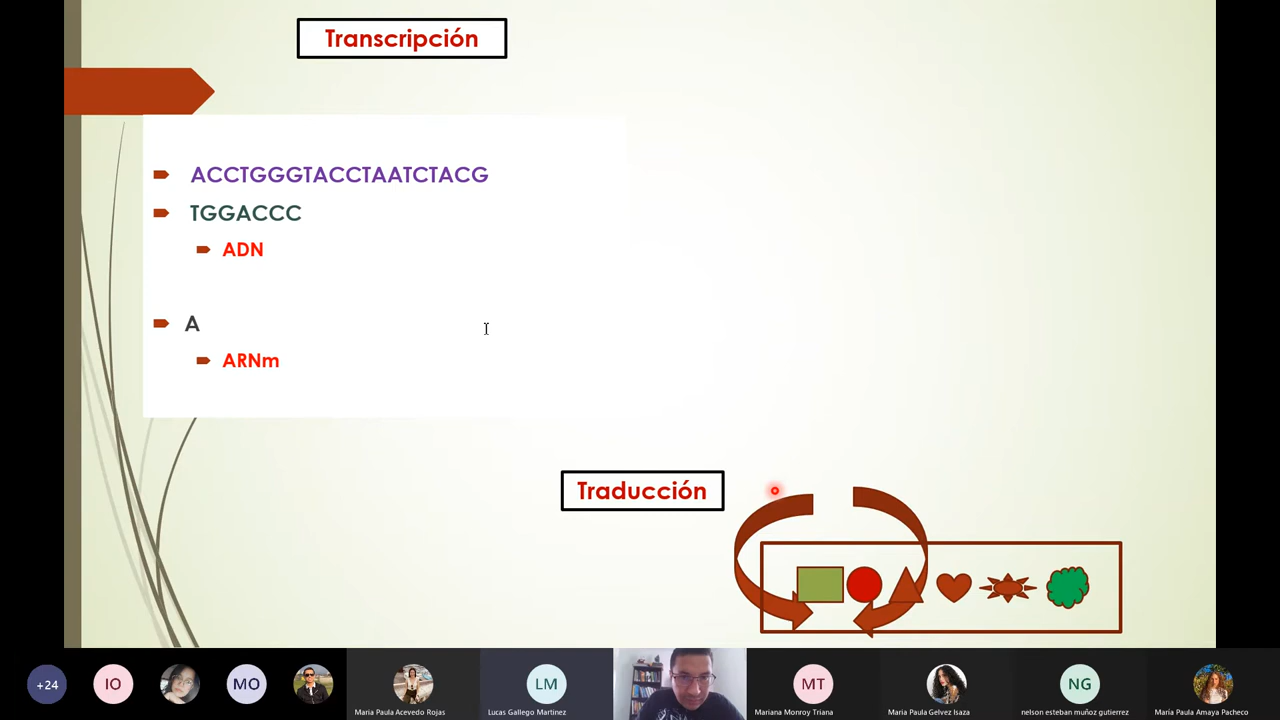 Transcripción
ACCTGGGTACCTAATCTACG
TGGACCC
ADN
A
ARNm
Traducción
+24
IO
MO
LM
MT
NG
Maria Paula Acevedo Rojas
Lucas Gallego Martinez
Mariana Monroy Triana
Maria Paula Gelvez Isaza
nelson esteban muñoz gutierrez
María Paula Amaya Pacheco